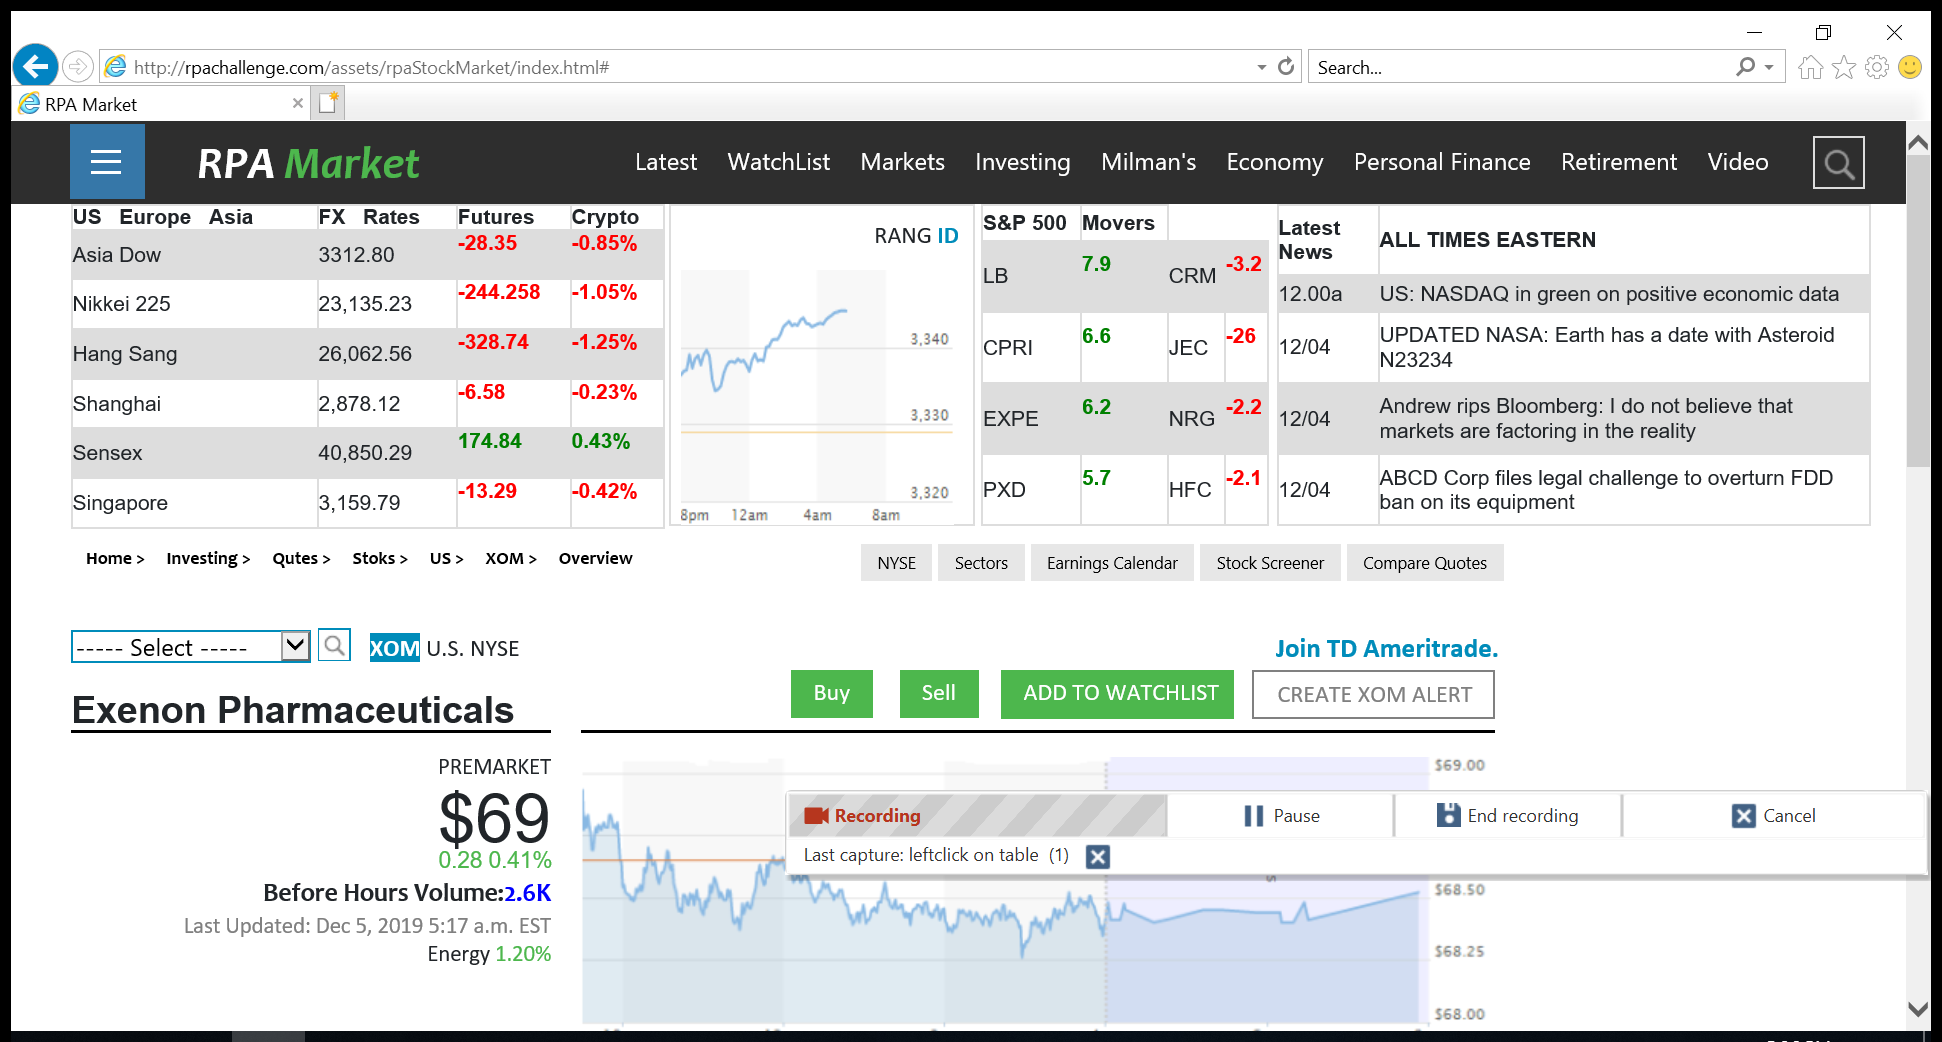 http://rpachallenge.com/assets/rpaStockMarket/index.html#
Search...
RPA Market
RPA Market
Latest WatchList Markets Investing Milman's Economy Personal Finance Retirement Video
US Europe Asia FX Rates Futures Crypto
Asia Dow 3312.80 -28.35 -0.85%
Nikkei 225 23,135.23 -244.258 -1.05%
Hang Sang 26,062.56 -328.74 -1.25%
Shanghai 2,878.12 -6.58 -0.23%
Sensex 40,850.29 174.84 0.43%
Singapore 3,159.79 -13.29 -0.42%
RANG ID
3,340
3,330
3,320
8pm 12am 4am 8am
S&P 500 Movers
LB 7.9 CRM -3.2
CPRI 6.6 JEC -26
EXPE 6.2 NRG -2.2
PXD 5.7 HFC -2.1
Latest
News
ALL TIMES EASTERN
12.00a US: NASDAQ in green on positive economic data
12/04 UPDATED NASA: Earth has a date with Asteroid
N23234
12/04 Andrew rips Bloomberg: I do not believe that
markets are factoring in the reality
12/04 ABCD Corp files legal challenge to overturn FDD
ban on its equipment
Home > Investing > Qutes > Stoks > US > XOM > Overview
NYSE Sectors Earnings Calendar Stock Screener Compare Quotes
----- Select -----
XOM U.S. NYSE
Join TD Ameritrade.
Exenon Pharmaceuticals
Buy Sell ADD TO WATCHLIST CREATE XOM ALERT
PREMARKET
$69
0.28 0.41%
Before Hours Volume:2.6K
Last Updated: Dec 5, 2019 5:17 a.m. EST
Energy 1.20%
$69.00
Recording Pause End recording Cancel
Last capture: leftclick on table (1)
$68.50
$68.25
$68.00